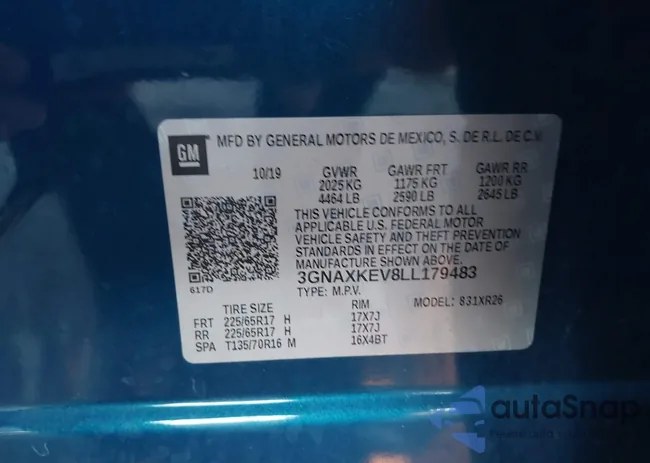 GM
MFD BY GENERAL MOTORS DE MEXICO, S. DE R.L. DE C.V.
10/19 GVWR GAWR FRT GAWR RR
2025 KG 1175 KG 1200 KG
4464 LB 2590 LB 2645 LB
THIS VEHICLE CONFORMS TO ALL
APPLICABLE U.S. FEDERAL MOTOR
VEHICLE SAFETY AND THEFT PREVENTION
STANDARDS IN EFFECT ON THE DATE OF
MANUFACTURE SHOWN ABOVE.
617D
3GNAXKEV8LL179483
TYPE: M.P.V.
MODEL: 831XR26
TIRE SIZE RIM
FRT 225/65R17 H 17X7J
RR 225/65R17 H 17X7J
SPA T135/70R16 M 16X4BT
autaSnap